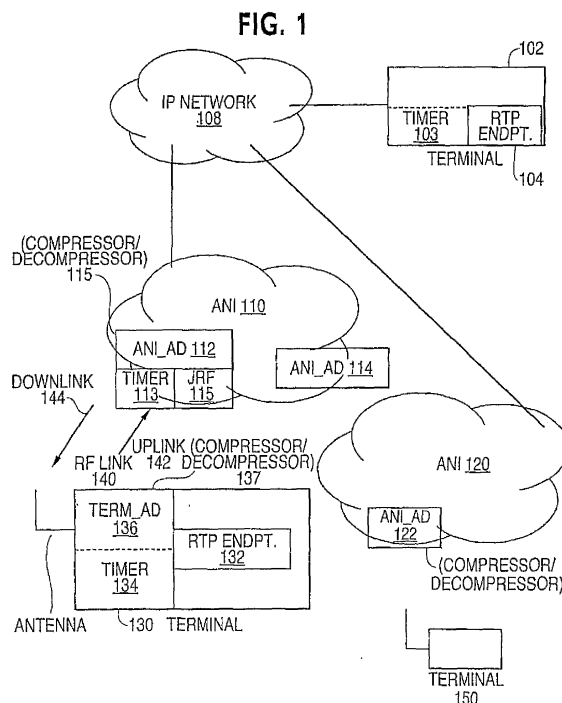 FIG. 1
102
IP NETWORK
108
TIMER
103
RTP
ENDPT.
TERMINAL
104
(COMPRESSOR/
DECOMPRESSOR)
115
ANI 110
ANI_AD 112
TIMER
113
JRF
115
ANI_AD 114
DOWNLINK
144
RF LINK
140
UPLINK
142
(COMPRESSOR/
DECOMPRESSOR)
137
TERM_AD
136
RTP ENDPT.
132
TIMER
134
ANTENNA
130
TERMINAL
ANI 120
ANI_AD
122
(COMPRESSOR/
DECOMPRESSOR)
TERMINAL
150